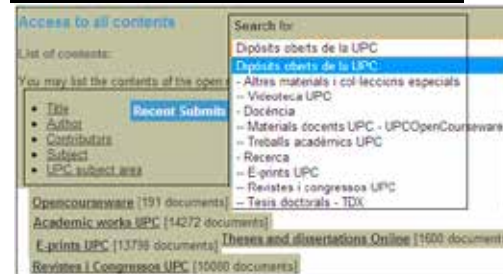 Access to all contents
List of contents:
You may list the contents of the open
• Title
• Author
• Contributors
• Subject
• UPC subject area
Recent Submits
Search for
Dipòsits oberts de la UPC
Dipòsits oberts de la UPC
- Altres materials i col·leccions especials
-- Videoteca UPC
- Docència
-- Materials docents UPC - UPCOpenCourseware
-- Treballs acadèmics UPC
- Recerca
-- E-prints UPC
-- Revistes i congressos UPC
-- Tesis doctorals - TDX
Opencourseware [191 documents]
Academic works UPC [14272 documents]
E-prints UPC [13798 documents]
Theses and dissertations Online [1600 document
Revistes i Congressos UPC [10088 documents]